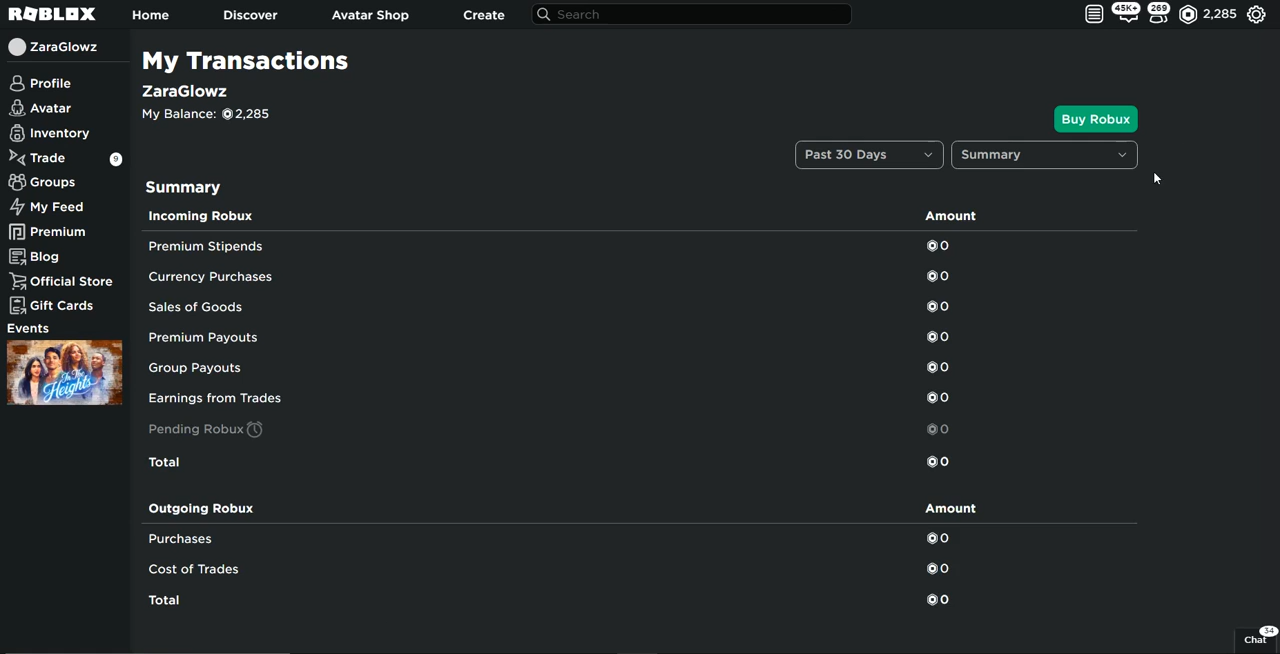 ROBLOX Home Discover Avatar Shop Create Search 45K+ 269 2,285
ZaraGlowz
Profile
Avatar
Inventory
Trade 9
Groups
My Feed
Premium
Blog
Official Store
Gift Cards
Events
In The Heights
My Transactions
ZaraGlowz
My Balance: 2,285
Buy Robux
Past 30 Days Summary
Summary
Incoming Robux Amount
Premium Stipends 0
Currency Purchases 0
Sales of Goods 0
Premium Payouts 0
Group Payouts 0
Earnings from Trades 0
Pending Robux 0
Total 0
Outgoing Robux Amount
Purchases 0
Cost of Trades 0
Total 0
Chat 34